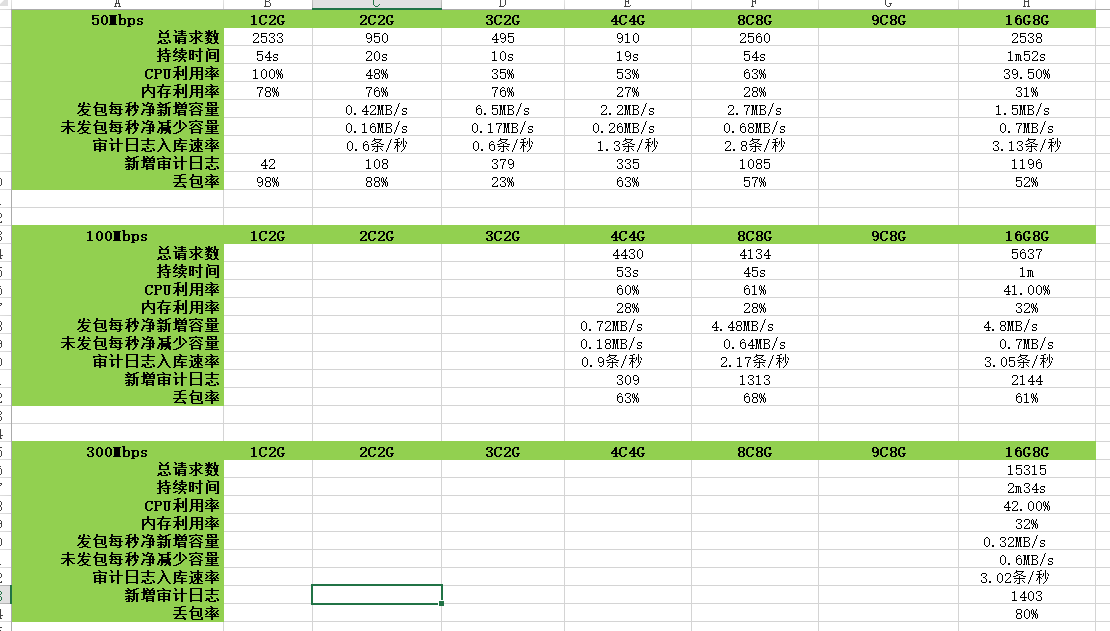 A B C D E F G H
50Mbps 1C2G 2C2G 3C2G 4C4G 8C8G 9C8G 16G8G
总请求数 2533 950 495 910 2560 2538
持续时间 54s 20s 10s 19s 54s 1m52s
CPU利用率 100% 48% 35% 53% 63% 39.50%
内存利用率 78% 76% 76% 27% 28% 31%
发包每秒净新增容量 0.42MB/s 6.5MB/s 2.2MB/s 2.7MB/s 1.5MB/s
未发包每秒净减少容量 0.16MB/s 0.17MB/s 0.26MB/s 0.68MB/s 0.7MB/s
审计日志入库速率 0.6条/秒 0.6条/秒 1.3条/秒 2.8条/秒 3.13条/秒
新增审计日志 42 108 379 335 1085 1196
丢包率 98% 88% 23% 63% 57% 52%
100Mbps 1C2G 2C2G 3C2G 4C4G 8C8G 9C8G 16G8G
总请求数 4430 4134 5637
持续时间 53s 45s 1m
CPU利用率 60% 61% 41.00%
内存利用率 28% 28% 32%
发包每秒净新增容量 0.72MB/s 4.48MB/s 4.8MB/s
未发包每秒净减少容量 0.18MB/s 0.64MB/s 0.7MB/s
审计日志入库速率 0.9条/秒 2.17条/秒 3.05条/秒
新增审计日志 309 1313 2144
丢包率 63% 68% 61%
300Mbps 1C2G 2C2G 3C2G 4C4G 8C8G 9C8G 16G8G
总请求数 15315
持续时间 2m34s
CPU利用率 42.00%
内存利用率 32%
发包每秒净新增容量 0.32MB/s
未发包每秒净减少容量 0.6MB/s
审计日志入库速率 3.02条/秒
新增审计日志 1403
丢包率 80%